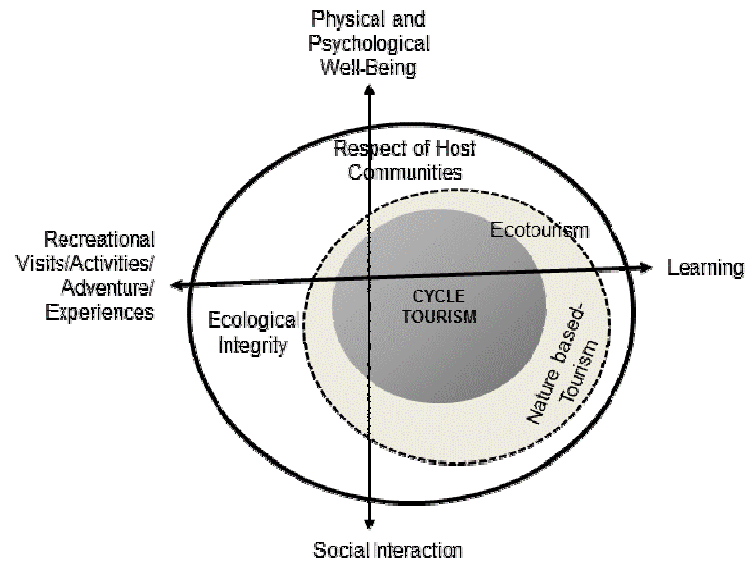 Physical and
Psychological
Well-Being
Respect of Host
Communities
Ecotourism
Recreational
Visits/Activities/
Adventure/
Experiences
Learning
CYCLE
TOURISM
Ecological
Integrity
Nature based-
Tourism
Social Interaction